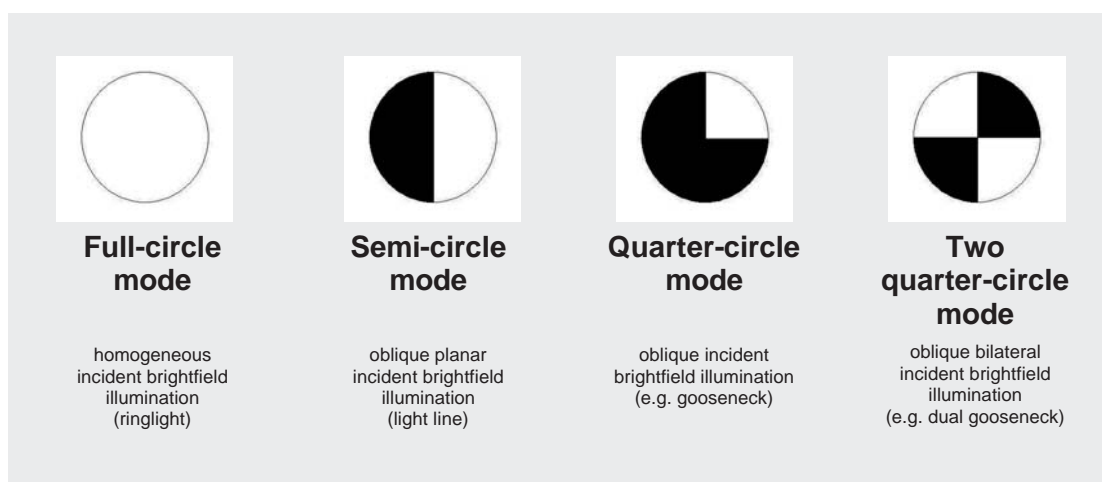 Full-circle
mode
homogeneous
incident brightfield
illumination
(ringlight)
Semi-circle
mode
oblique planar
incident brightfield
illumination
(light line)
Quarter-circle
mode
oblique incident
brightfield illumination
(e.g. gooseneck)
Two
quarter-circle
mode
oblique bilateral
incident brightfield
illumination
(e.g. dual gooseneck)